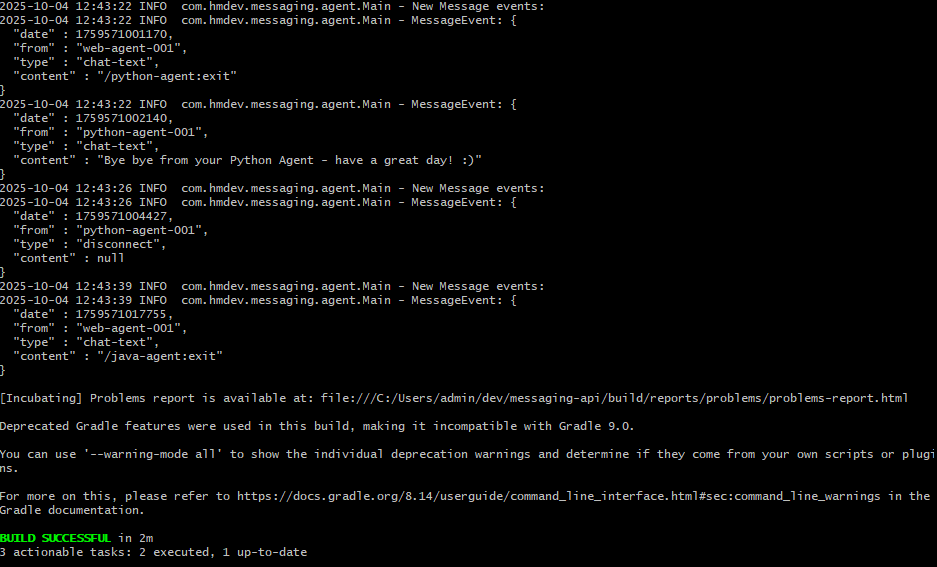 2025-10-04 12:43:22 INFO  com.hmdev.messaging.agent.Main - New Message events:
2025-10-04 12:43:22 INFO  com.hmdev.messaging.agent.Main - MessageEvent: {
  "date" : 1759571001170,
  "from" : "web-agent-001",
  "type" : "chat-text",
  "content" : "/python-agent:exit"
}
2025-10-04 12:43:22 INFO  com.hmdev.messaging.agent.Main - MessageEvent: {
  "date" : 1759571002140,
  "from" : "python-agent-001",
  "type" : "chat-text",
  "content" : "Bye bye from your Python Agent - have a great day! :)"
}
2025-10-04 12:43:26 INFO  com.hmdev.messaging.agent.Main - New Message events:
2025-10-04 12:43:26 INFO  com.hmdev.messaging.agent.Main - MessageEvent: {
  "date" : 1759571004427,
  "from" : "python-agent-001",
  "type" : "disconnect",
  "content" : null
}
2025-10-04 12:43:39 INFO  com.hmdev.messaging.agent.Main - New Message events:
2025-10-04 12:43:39 INFO  com.hmdev.messaging.agent.Main - MessageEvent: {
  "date" : 1759571017755,
  "from" : "web-agent-001",
  "type" : "chat-text",
  "content" : "/java-agent:exit"
}
[Incubating] Problems report is available at: file:///C:/Users/admin/dev/messaging-api/build/reports/problems/problems-report.html
Deprecated Gradle features were used in this build, making it incompatible with Gradle 9.0.
You can use '--warning-mode all' to show the individual deprecation warnings and determine if they come from your own scripts or plugi
ns.
For more on this, please refer to https://docs.gradle.org/8.14/userguide/command_line_interface.html#sec:command_line_warnings in the
Gradle documentation.
BUILD SUCCESSFUL in 2m
3 actionable tasks: 2 executed, 1 up-to-date